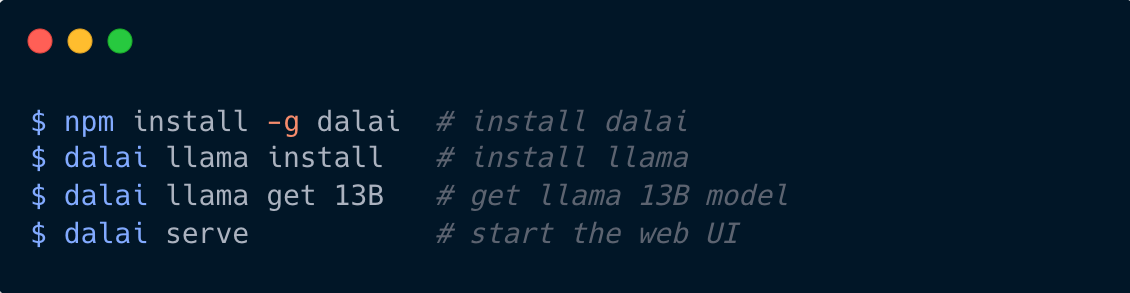 $ npm install -g dalai  # install dalai
$ dalai llama install   # install llama
$ dalai llama get 13B   # get llama 13B model
$ dalai serve           # start the web UI